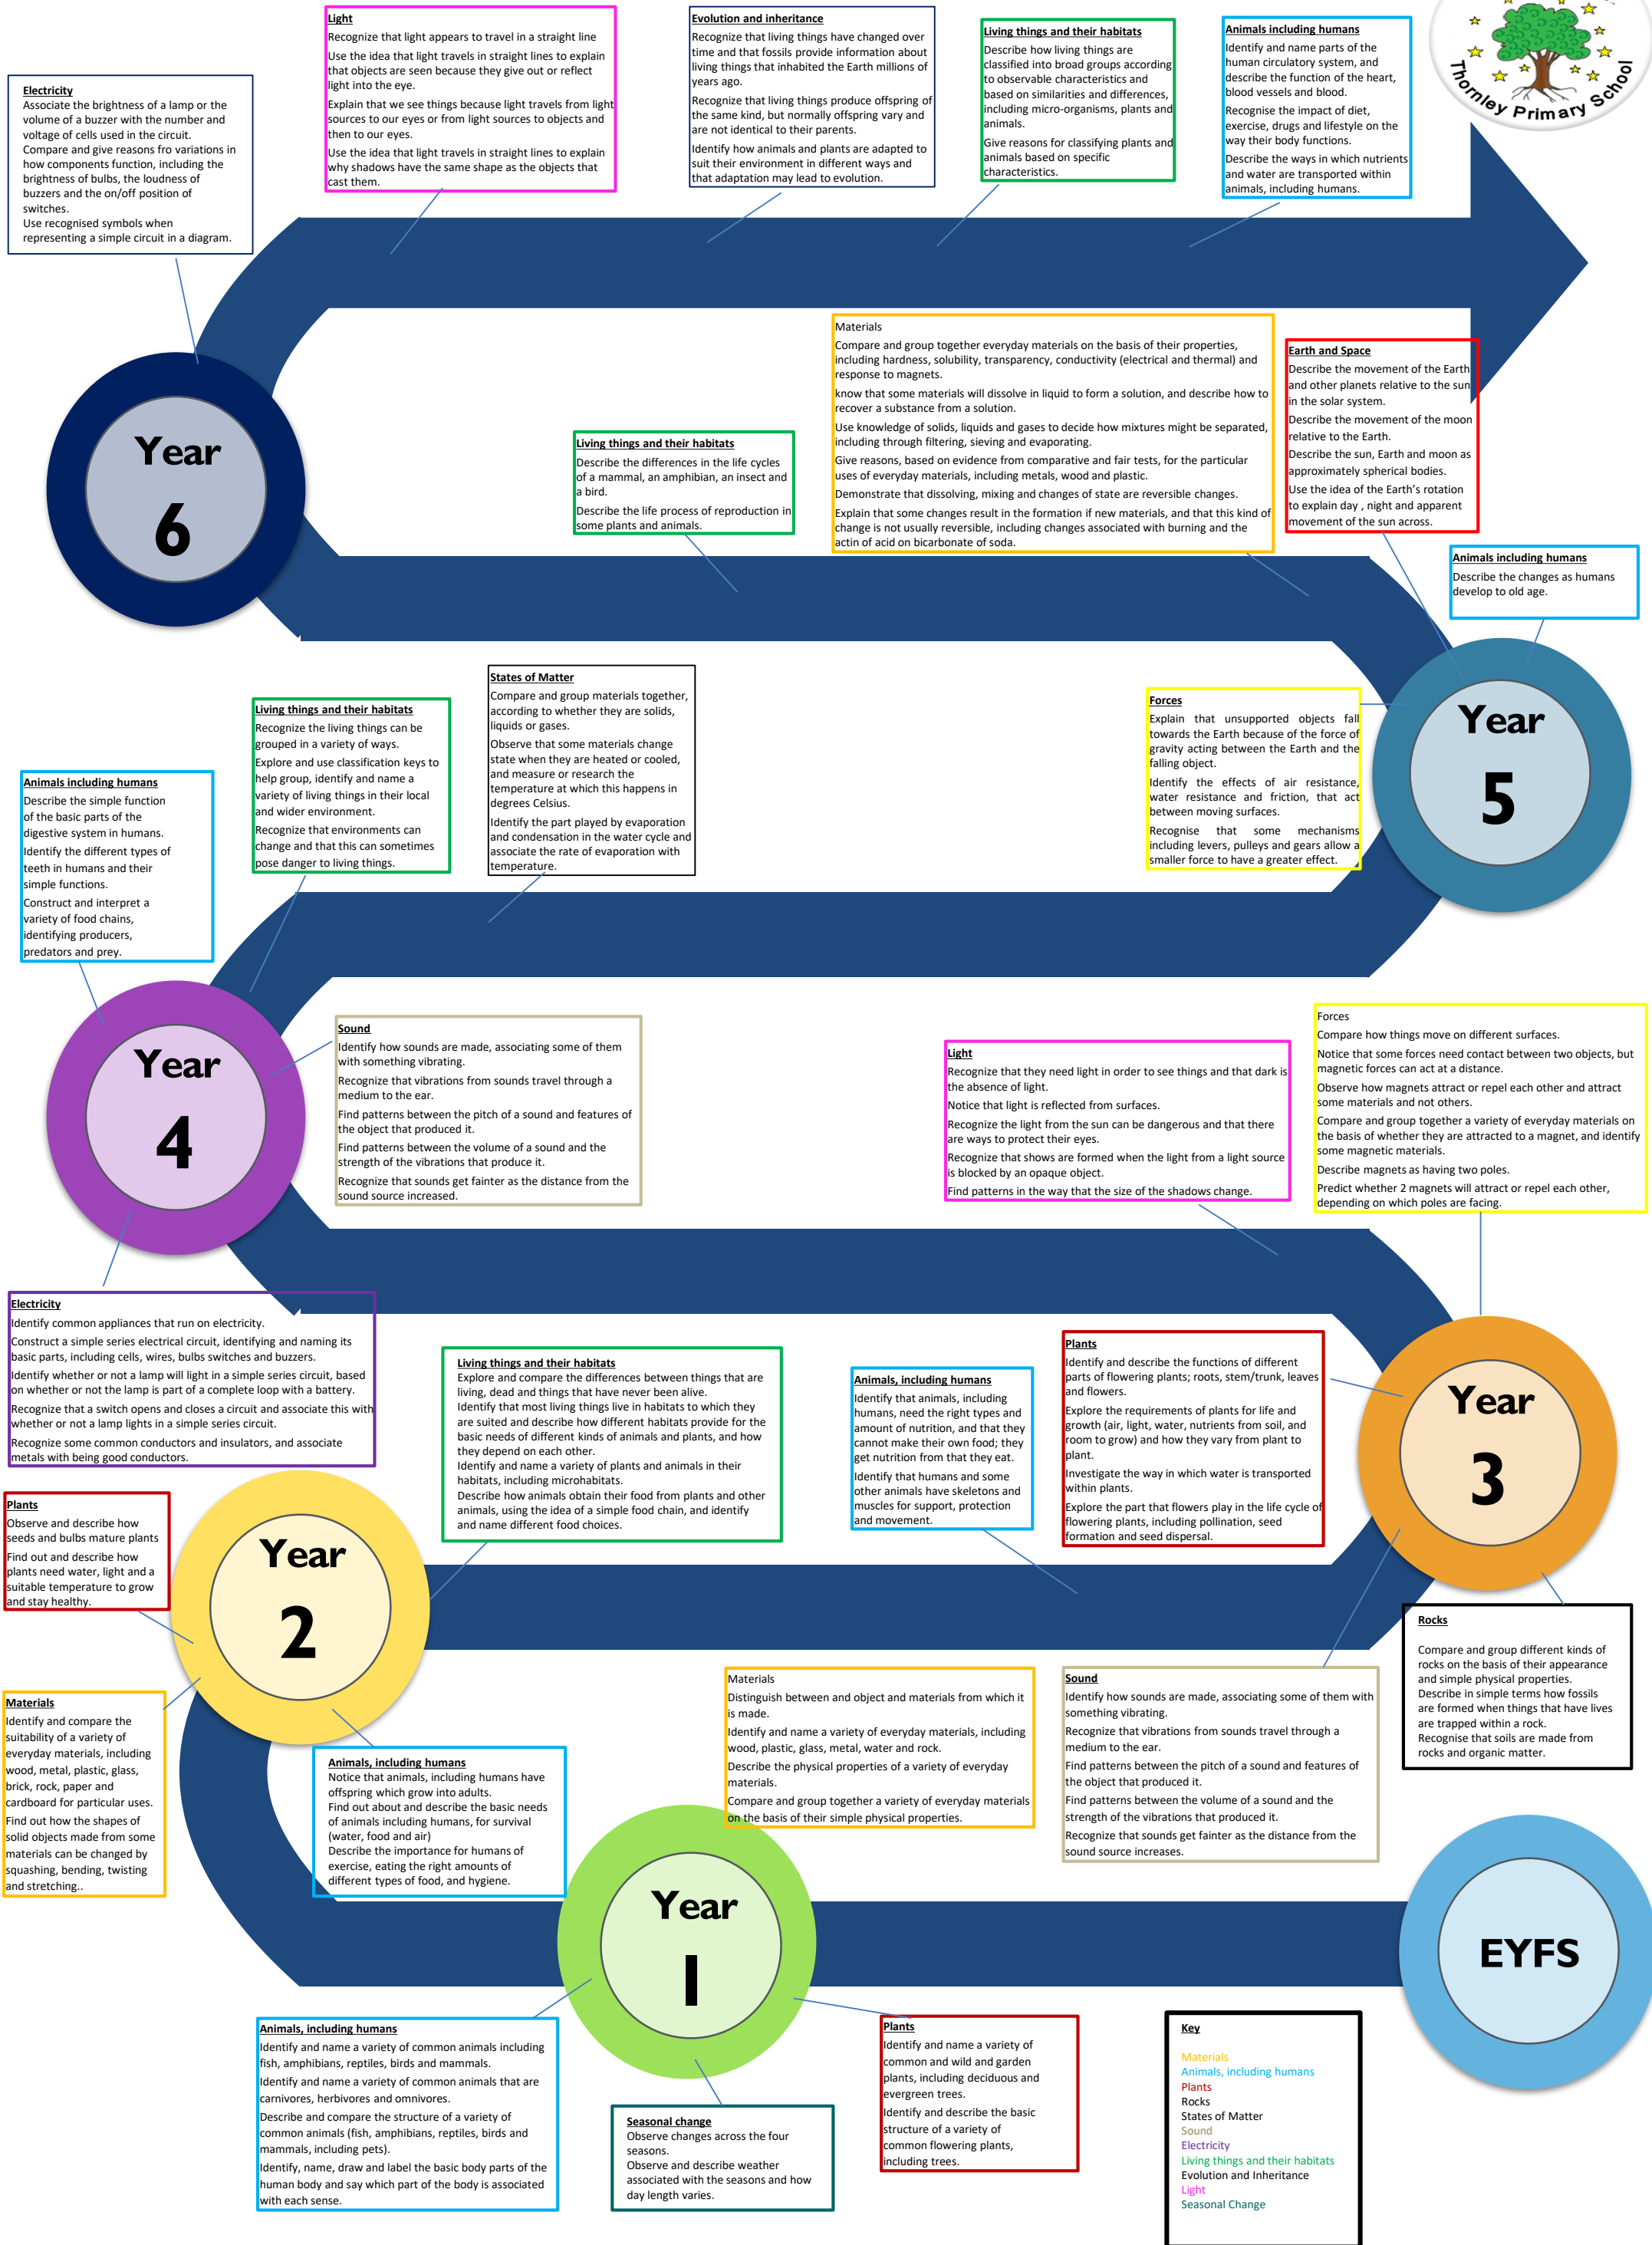 Thornley Primary School
Light
Recognize that light appears to travel in a straight line
Use the idea that light travels in straight lines to explain
that objects are seen because they give out or reflect
light into the eye.
Explain that we see things because light travels from light
sources to our eyes or from light sources to objects and
then to our eyes.
Use the idea that light travels in straight lines to explain
why shadows have the same shape as the objects that
cast them.
Evolution and inheritance
Recognize that living things have changed over
time and that fossils provide information about
living things that inhabited the Earth millions of
years ago.
Recognize that living things produce offspring of
the same kind, but normally offspring vary and
are not identical to their parents.
Identify how animals and plants are adapted to
suit their environment in different ways and
that adaptation may lead to evolution.
Living things and their habitats
Describe how living things are
classified into broad groups according
to observable characteristics and
based on similarities and differences,
including micro-organisms, plants and
animals.
Give reasons for classifying plants and
animals based on specific
characteristics.
Animals including humans
Identify and name parts of the
human circulatory system, and
describe the function of the heart,
blood vessels and blood.
Recognise the impact of diet,
exercise, drugs and lifestyle on the
way their body functions.
Describe the ways in which nutrients
and water are transported within
animals, including humans.
Electricity
Associate the brightness of a lamp or the
volume of a buzzer with the number and
voltage of cells used in the circuit.
Compare and give reasons fro variations in
how components function, including the
brightness of bulbs, the loudness of
buzzers and the on/off position of
switches.
Use recognised symbols when
representing a simple circuit in a diagram.
Year
6
Living things and their habitats
Describe the differences in the life cycles
of a mammal, an amphibian, an insect and
a bird.
Describe the life process of reproduction in
some plants and animals.
Materials
Compare and group together everyday materials on the basis of their properties,
including hardness, solubility, transparency, conductivity (electrical and thermal) and
response to magnets.
know that some materials will dissolve in liquid to form a solution, and describe how to
recover a substance from a solution.
Use knowledge of solids, liquids and gases to decide how mixtures might be separated,
including through filtering, sieving and evaporating.
Give reasons, based on evidence from comparative and fair tests, for the particular
uses of everyday materials, including metals, wood and plastic.
Demonstrate that dissolving, mixing and changes of state are reversible changes.
Explain that some changes result in the formation if new materials, and that this kind of
change is not usually reversible, including changes associated with burning and the
actin of acid on bicarbonate of soda.
Earth and Space
Describe the movement of the Earth
and other planets relative to the sun
in the solar system.
Describe the movement of the moon
relative to the Earth.
Describe the sun, Earth and moon as
approximately spherical bodies.
Use the idea of the Earth's rotation
to explain day , night and apparent
movement of the sun across.
Animals including humans
Describe the changes as humans
develop to old age.
Year
5
Forces
Explain that unsupported objects fall
towards the Earth because of the force of
gravity acting between the Earth and the
falling object.
Identify the effects of air resistance,
water resistance and friction, that act
between moving surfaces.
Recognise that some mechanisms
including levers, pulleys and gears allow a
smaller force to have a greater effect.
States of Matter
Compare and group materials together,
according to whether they are solids,
liquids or gases.
Observe that some materials change
state when they are heated or cooled,
and measure or research the
temperature at which this happens in
degrees Celsius.
Identify the part played by evaporation
and condensation in the water cycle and
associate the rate of evaporation with
temperature.
Living things and their habitats
Recognize the living things can be
grouped in a variety of ways.
Explore and use classification keys to
help group, identify and name a
variety of living things in their local
and wider environment.
Recognize that environments can
change and that this can sometimes
pose danger to living things.
Animals including humans
Describe the simple function
of the basic parts of the
digestive system in humans.
Identify the different types of
teeth in humans and their
simple functions.
Construct and interpret a
variety of food chains,
identifying producers,
predators and prey.
Year
4
Sound
Identify how sounds are made, associating some of them
with something vibrating.
Recognize that vibrations from sounds travel through a
medium to the ear.
Find patterns between the pitch of a sound and features of
the object that produced it.
Find patterns between the volume of a sound and the
strength of the vibrations that produce it.
Recognize that sounds get fainter as the distance from the
sound source increased.
Light
Recognize that they need light in order to see things and that dark is
the absence of light.
Notice that light is reflected from surfaces.
Recognize the light from the sun can be dangerous and that there
are ways to protect their eyes.
Recognize that shows are formed when the light from a light source
is blocked by an opaque object.
Find patterns in the way that the size of the shadows change.
Forces
Compare how things move on different surfaces.
Notice that some forces need contact between two objects, but
magnetic forces can act at a distance.
Observe how magnets attract or repel each other and attract
some materials and not others.
Compare and group together a variety of everyday materials on
the basis of whether they are attracted to a magnet, and identify
some magnetic materials.
Describe magnets as having two poles.
Predict whether 2 magnets will attract or repel each other,
depending on which poles are facing.
Electricity
Identify common appliances that run on electricity.
Construct a simple series electrical circuit, identifying and naming its
basic parts, including cells, wires, bulbs switches and buzzers.
Identify whether or not a lamp will light in a simple series circuit, based
on whether or not the lamp is part of a complete loop with a battery.
Recognize that a switch opens and closes a circuit and associate this with
whether or not a lamp lights in a simple series circuit.
Recognize some common conductors and insulators, and associate
metals with being good conductors.
Living things and their habitats
Explore and compare the differences between things that are
living, dead and things that have never been alive.
Identify that most living things live in habitats to which they
are suited and describe how different habitats provide for the
basic needs of different kinds of animals and plants, and how
they depend on each other.
Identify and name a variety of plants and animals in their
habitats, including microhabitats.
Describe how animals obtain their food from plants and other
animals, using the idea of a simple food chain, and identify
and name different food choices.
Animals, including humans
Identify that animals, including
humans, need the right types and
amount of nutrition, and that they
cannot make their own food; they
get nutrition from that they eat.
Identify that humans and some
other animals have skeletons and
muscles for support, protection
and movement.
Plants
Identify and describe the functions of different
parts of flowering plants; roots, stem/trunk, leaves
and flowers.
Explore the requirements of plants for life and
growth (air, light, water, nutrients from soil, and
room to grow) and how they vary from plant to
plant.
Investigate the way in which water is transported
within plants.
Explore the part that flowers play in the life cycle of
flowering plants, including pollination, seed
formation and seed dispersal.
Year
3
Plants
Observe and describe how
seeds and bulbs mature plants
Find out and describe how
plants need water, light and a
suitable temperature to grow
and stay healthy.
Year
2
Rocks
Compare and group different kinds of
rocks on the basis of their appearance
and simple physical properties.
Describe in simple terms how fossils
are formed when things that have lives
are trapped within a rock.
Recognise that soils are made from
rocks and organic matter.
Materials
Identify and compare the
suitability of a variety of
everyday materials, including
wood, metal, plastic, glass,
brick, rock, paper and
cardboard for particular uses.
Find out how the shapes of
solid objects made from some
materials can be changed by
squashing, bending, twisting
and stretching..
Animals, including humans
Notice that animals, including humans have
offspring which grow into adults.
Find out about and describe the basic needs
of animals including humans, for survival
(water, food and air)
Describe the importance for humans of
exercise, eating the right amounts of
different types of food, and hygiene.
Materials
Distinguish between and object and materials from which it
is made.
Identify and name a variety of everyday materials, including
wood, plastic, glass, metal, water and rock.
Describe the physical properties of a variety of everyday
materials.
Compare and group together a variety of everyday materials
on the basis of their simple physical properties.
Sound
Identify how sounds are made, associating some of them with
something vibrating.
Recognize that vibrations from sounds travel through a
medium to the ear.
Find patterns between the pitch of a sound and features of
the object that produced it.
Find patterns between the volume of a sound and the
strength of the vibrations that produced it.
Recognize that sounds get fainter as the distance from the
sound source increases.
Year
1
EYFS
Animals, including humans
Identify and name a variety of common animals including
fish, amphibians, reptiles, birds and mammals.
Identify and name a variety of common animals that are
carnivores, herbivores and omnivores.
Describe and compare the structure of a variety of
common animals (fish, amphibians, reptiles, birds and
mammals, including pets).
Identify, name, draw and label the basic body parts of the
human body and say which part of the body is associated
with each sense.
Seasonal change
Observe changes across the four
seasons.
Observe and describe weather
associated with the seasons and how
day length varies.
Plants
Identify and name a variety of
common and wild and garden
plants, including deciduous and
evergreen trees.
Identify and describe the basic
structure of a variety of
common flowering plants,
including trees.
Key
Materials
Animals, including humans
Plants
Rocks
States of Matter
Sound
Electricity
Living things and their habitats
Evolution and Inheritance
Light
Seasonal Change